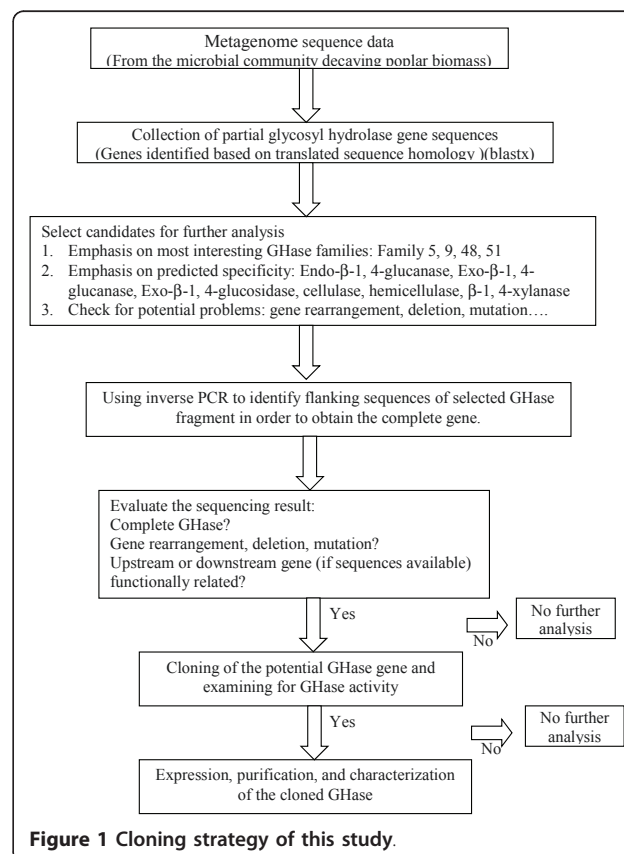 Metagenome sequence data
(From the microbial community decaying poplar biomass)
Collection of partial glycosyl hydrolase gene sequences
(Genes identified based on translated sequence homology )(blastx)
Select candidates for further analysis
1. Emphasis on most interesting GHase families: Family 5, 9, 48, 51
2. Emphasis on predicted specificity: Endo-β-1, 4-glucanase, Exo-β-1, 4-
glucanase, Exo-β-1, 4-glucosidase, cellulase, hemicellulase, β-1, 4-xylanase
3. Check for potential problems: gene rearrangement, deletion, mutation….
Using inverse PCR to identify flanking sequences of selected GHase
fragment in order to obtain the complete gene.
Evaluate the sequencing result:
Complete GHase?
Gene rearrangement, deletion, mutation?
Upstream or downstream gene (if sequences available)
functionally related?
Yes
No
No further
analysis
Cloning of the potential GHase gene and
examining for GHase activity
Yes
No
No further
analysis
Expression, purification, and characterization
of the cloned GHase
Figure 1 Cloning strategy of this study.